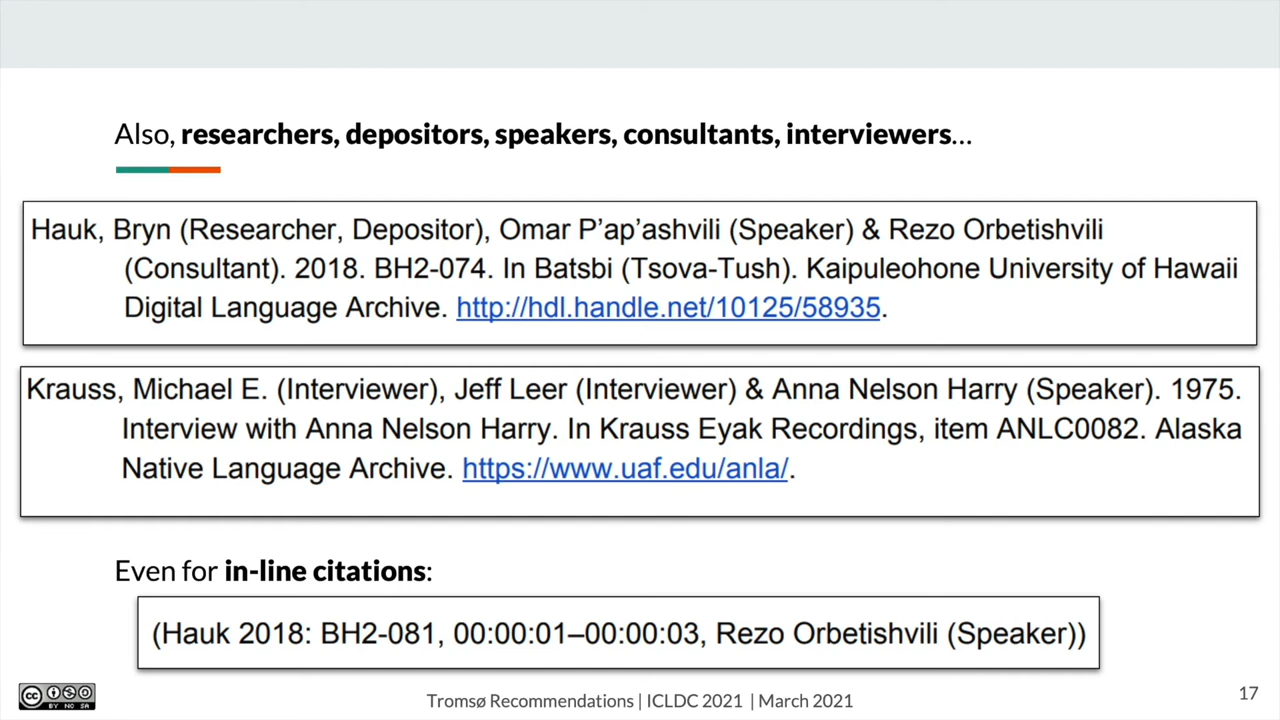 Also, researchers, depositors, speakers, consultants, interviewers…
Hauk, Bryn (Researcher, Depositor), Omar P’ap’ashvili (Speaker) & Rezo Orbetishvili
(Consultant). 2018. BH2-074. In Batsbi (Tsova-Tush). Kaipuleohone University of Hawaii
Digital Language Archive. http://hdl.handle.net/10125/58935.
Krauss, Michael E. (Interviewer), Jeff Leer (Interviewer) & Anna Nelson Harry (Speaker). 1975.
Interview with Anna Nelson Harry. In Krauss Eyak Recordings, item ANLC0082. Alaska
Native Language Archive. https://www.uaf.edu/anla/.
Even for in-line citations:
(Hauk 2018: BH2-081, 00:00:01–00:00:03, Rezo Orbetishvili (Speaker))
cc BY NC SA
Tromsø Recommendations | ICLDC 2021 | March 2021
17